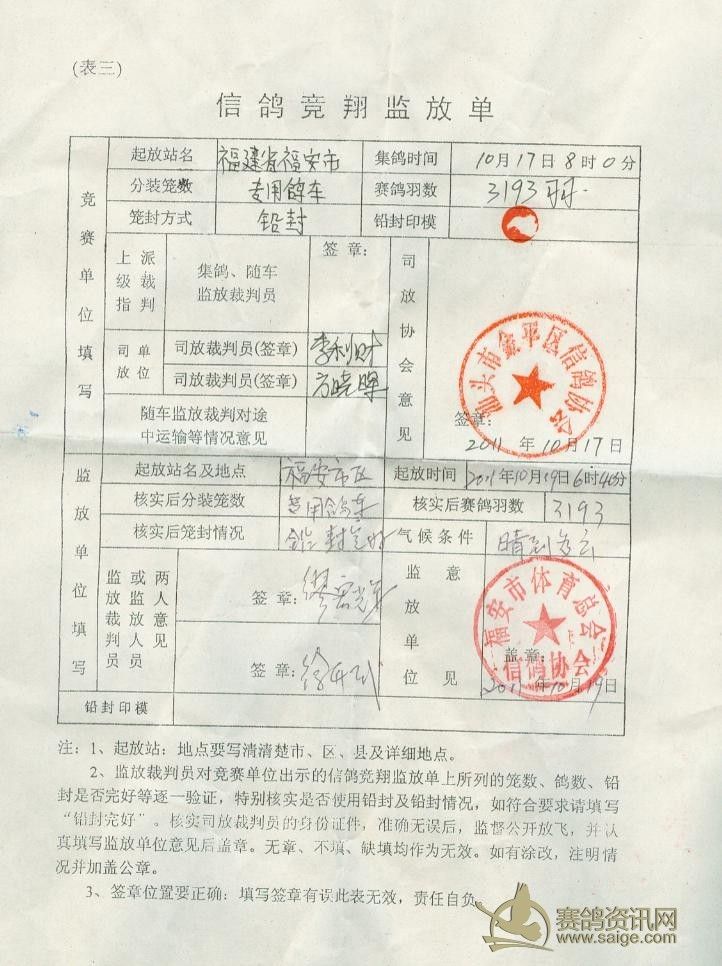 (表三)
信鸽竞翔监放单
竞赛单位填写
起放站名 福建省福安市 集鸽时间 10月17日8时0分
分装笼数 专用鸽车 赛鸽羽数 3193羽
笼封方式 铅封 铅封印模
上级指派裁判 集鸽、随车监放裁判员 签章:
司放单位 司放裁判员(签章) 李利财
司放裁判员(签章) 方晓晖
随车监放裁判对途中运输等情况意见
司放协会意见
汕头市金平区信鸽协会
签章:
2011年10月17日
监放单位填写
起放站名及地点 福安市区 起放时间 2011年10月19日6时40分
核实后分装笼数 专用鸽车 核实后赛鸽羽数 3193
核实后笼封情况 铅封完好 气候条件 晴到多云
监放裁判员或两人监放人员意见 签章:
签章:
监放单位意见
福安市体育总会
信鸽协会
盖章:
2011年10月19日
铅封印模
注：1、起放站：地点要写清清楚市、区、县及详细地点。
2、监放裁判员对竞赛单位出示的信鸽竞翔监放单上所列的笼数、鸽数、铅
封是否完好等逐一验证，特别核实是否使用铅封及铅封情况，如符合要求请填写
“铅封完好”。核实司放裁判员的身份证件，准确无误后，监督公开放飞，并认
真填写监放单位意见后盖章。无章、不填、缺填均作为无效。如有涂改，注明情
况并加盖公章。
3、签章位置要正确：填写签章有误此表无效，责任自负。
赛鸽资讯网
www.saige.com